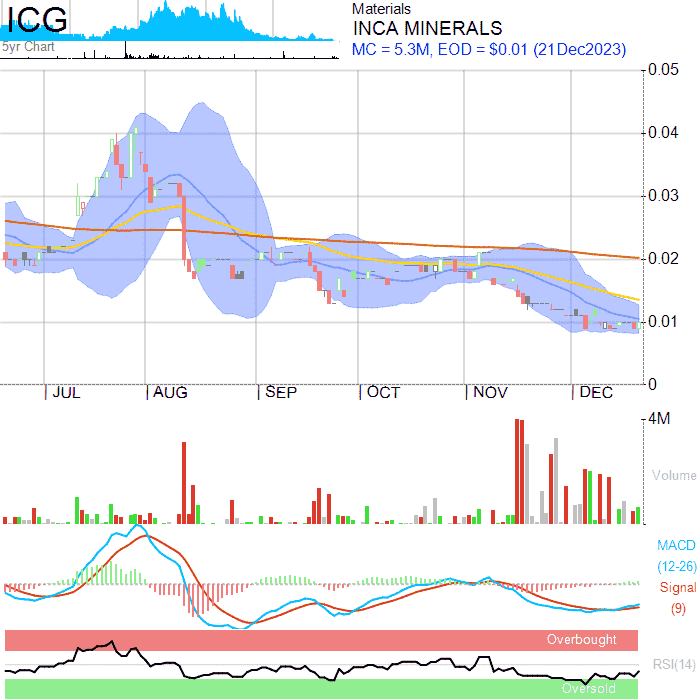 ICG
5yr Chart
Materials
INCA MINERALS
MC = 5.3M, EOD = $0.01 (21Dec2023)
0.05
0.04
0.03
0.02
0.01
0
JUL AUG SEP OCT NOV DEC
4M
Volume
MACD
(12-26)
Signal
(9)
Overbought
RSI(14)
Oversold